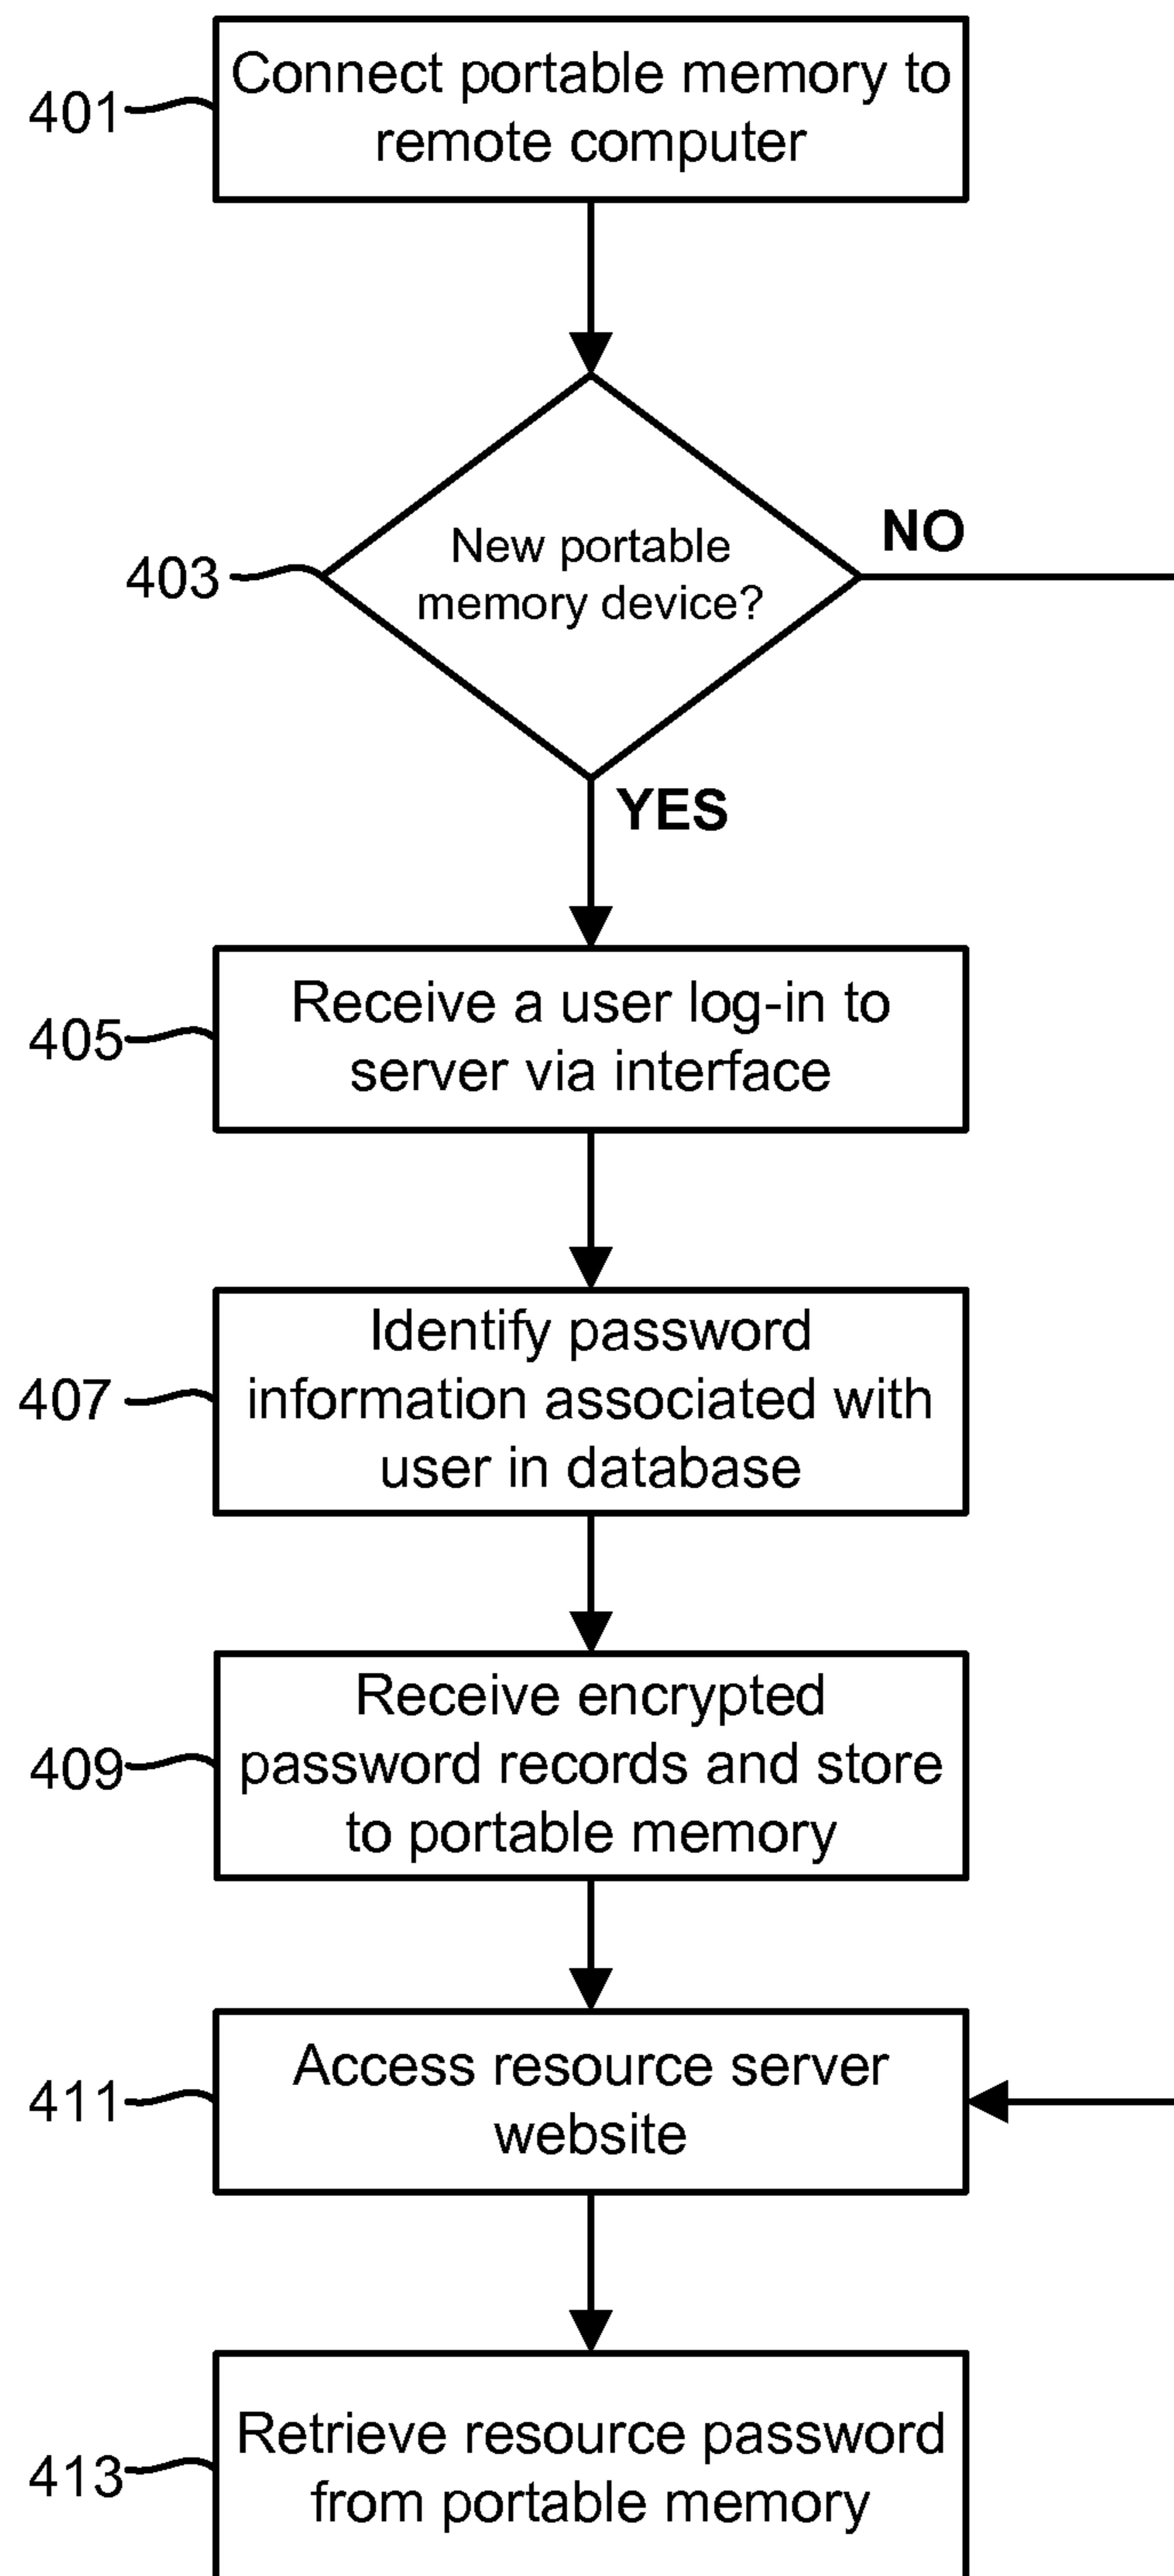 401
Connect portable memory to
remote computer
403
New portable
memory device?
NO
YES
405
Receive a user log-in to
server via interface
407
Identify password
information associated with
user in database
409
Receive encrypted
password records and store
to portable memory
411
Access resource server
website
413
Retrieve resource password
from portable memory